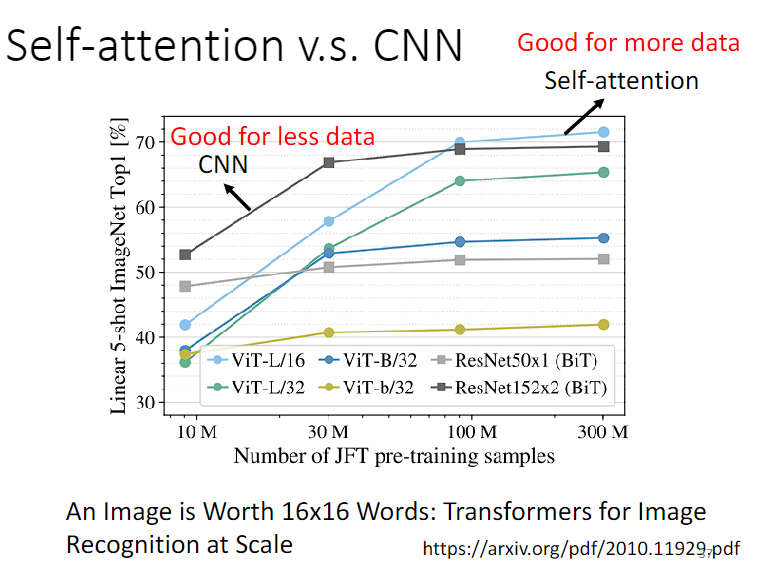 Self-attention v.s. CNN
Good for more data
Self-attention
Good for less data
CNN
Linear 5-shot ImageNet Top1 [%]
70
60
50
40
30
ViT-L/16
ViT-B/32
ResNet50x1 (BiT)
ViT-L/32
ViT-b/32
ResNet152x2 (BiT)
10 M
30 M
100 M
300 M
Number of JFT pre-training samples
An Image is Worth 16x16 Words: Transformers for Image
Recognition at Scale
https://arxiv.org/pdf/2010.11929.pdf
37